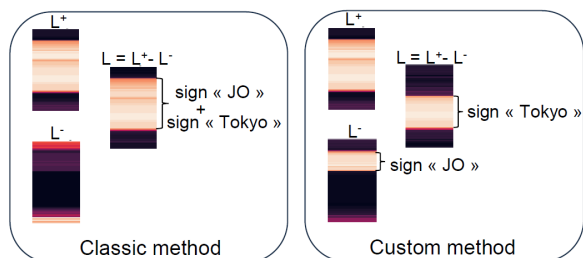 L⁺
L = L⁺- L⁻
sign « JO »
+
sign « Tokyo »
L⁻
Classic method
L⁺
L = L⁺- L⁻
sign « Tokyo »
L⁻
sign « JO »
Custom method